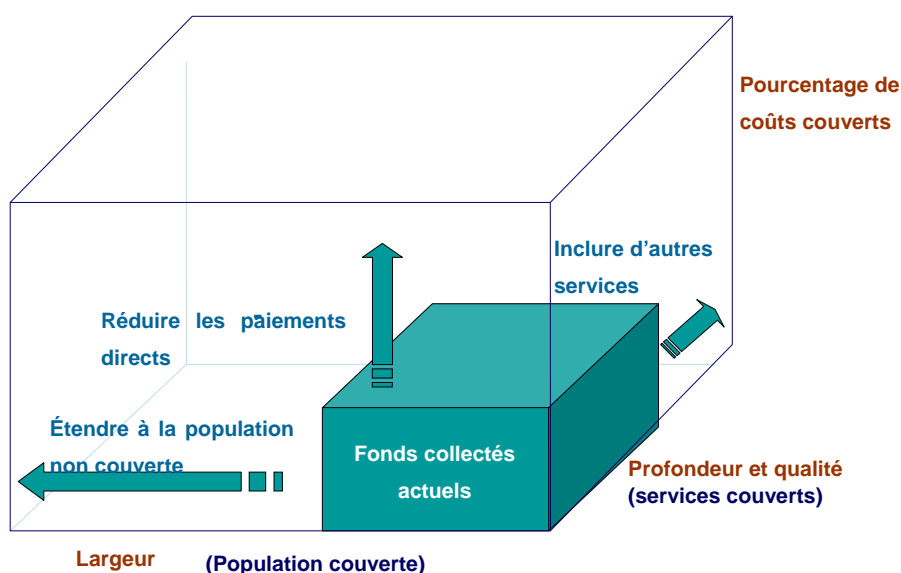 Pourcentage de
coûts couverts
Inclure d’autres
services
Réduire les paiements
directs
Étendre à la population
non couverte
Fonds collectés
actuels
Profondeur et qualité
(services couverts)
Largeur (Population couverte)